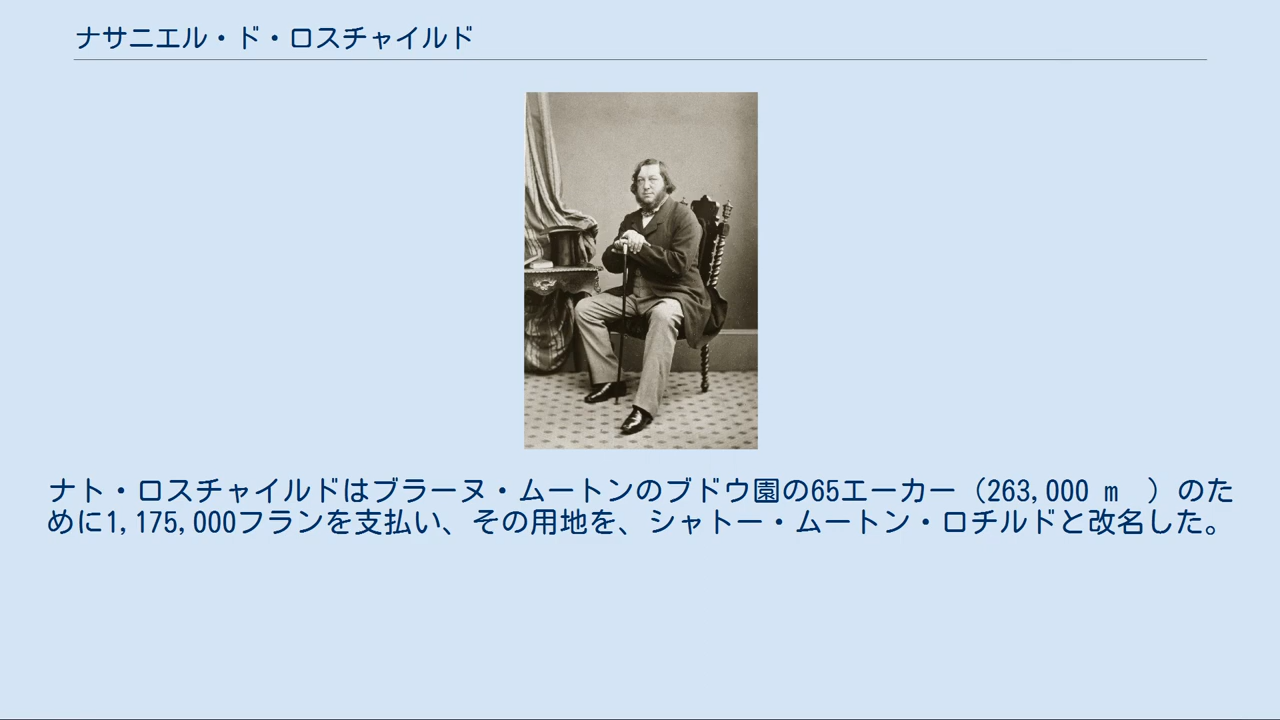 ナサニエル・ド・ロスチャイルド
ナト・ロスチャイルドはブラーヌ・ムートンのブドウ園の65エーカー（263,000 m　）のた
めに1,175,000フランを支払い、その用地を、シャトー・ムートン・ロチルドと改名した。